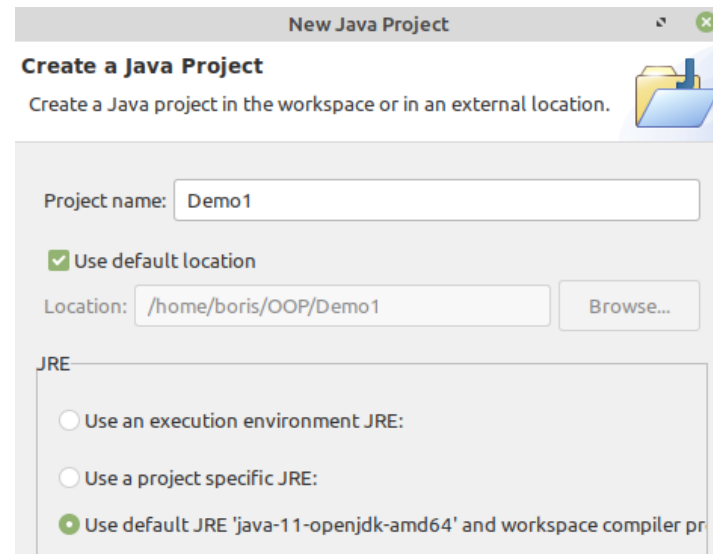 New Java Project
Create a Java Project
Create a Java project in the workspace or in an external location.
Project name: Demo1
Use default location
Location: /home/boris/OOP/Demo1 Browse...
JRE
Use an execution environment JRE:
Use a project specific JRE:
Use default JRE 'java-11-openjdk-amd64' and workspace compiler pr